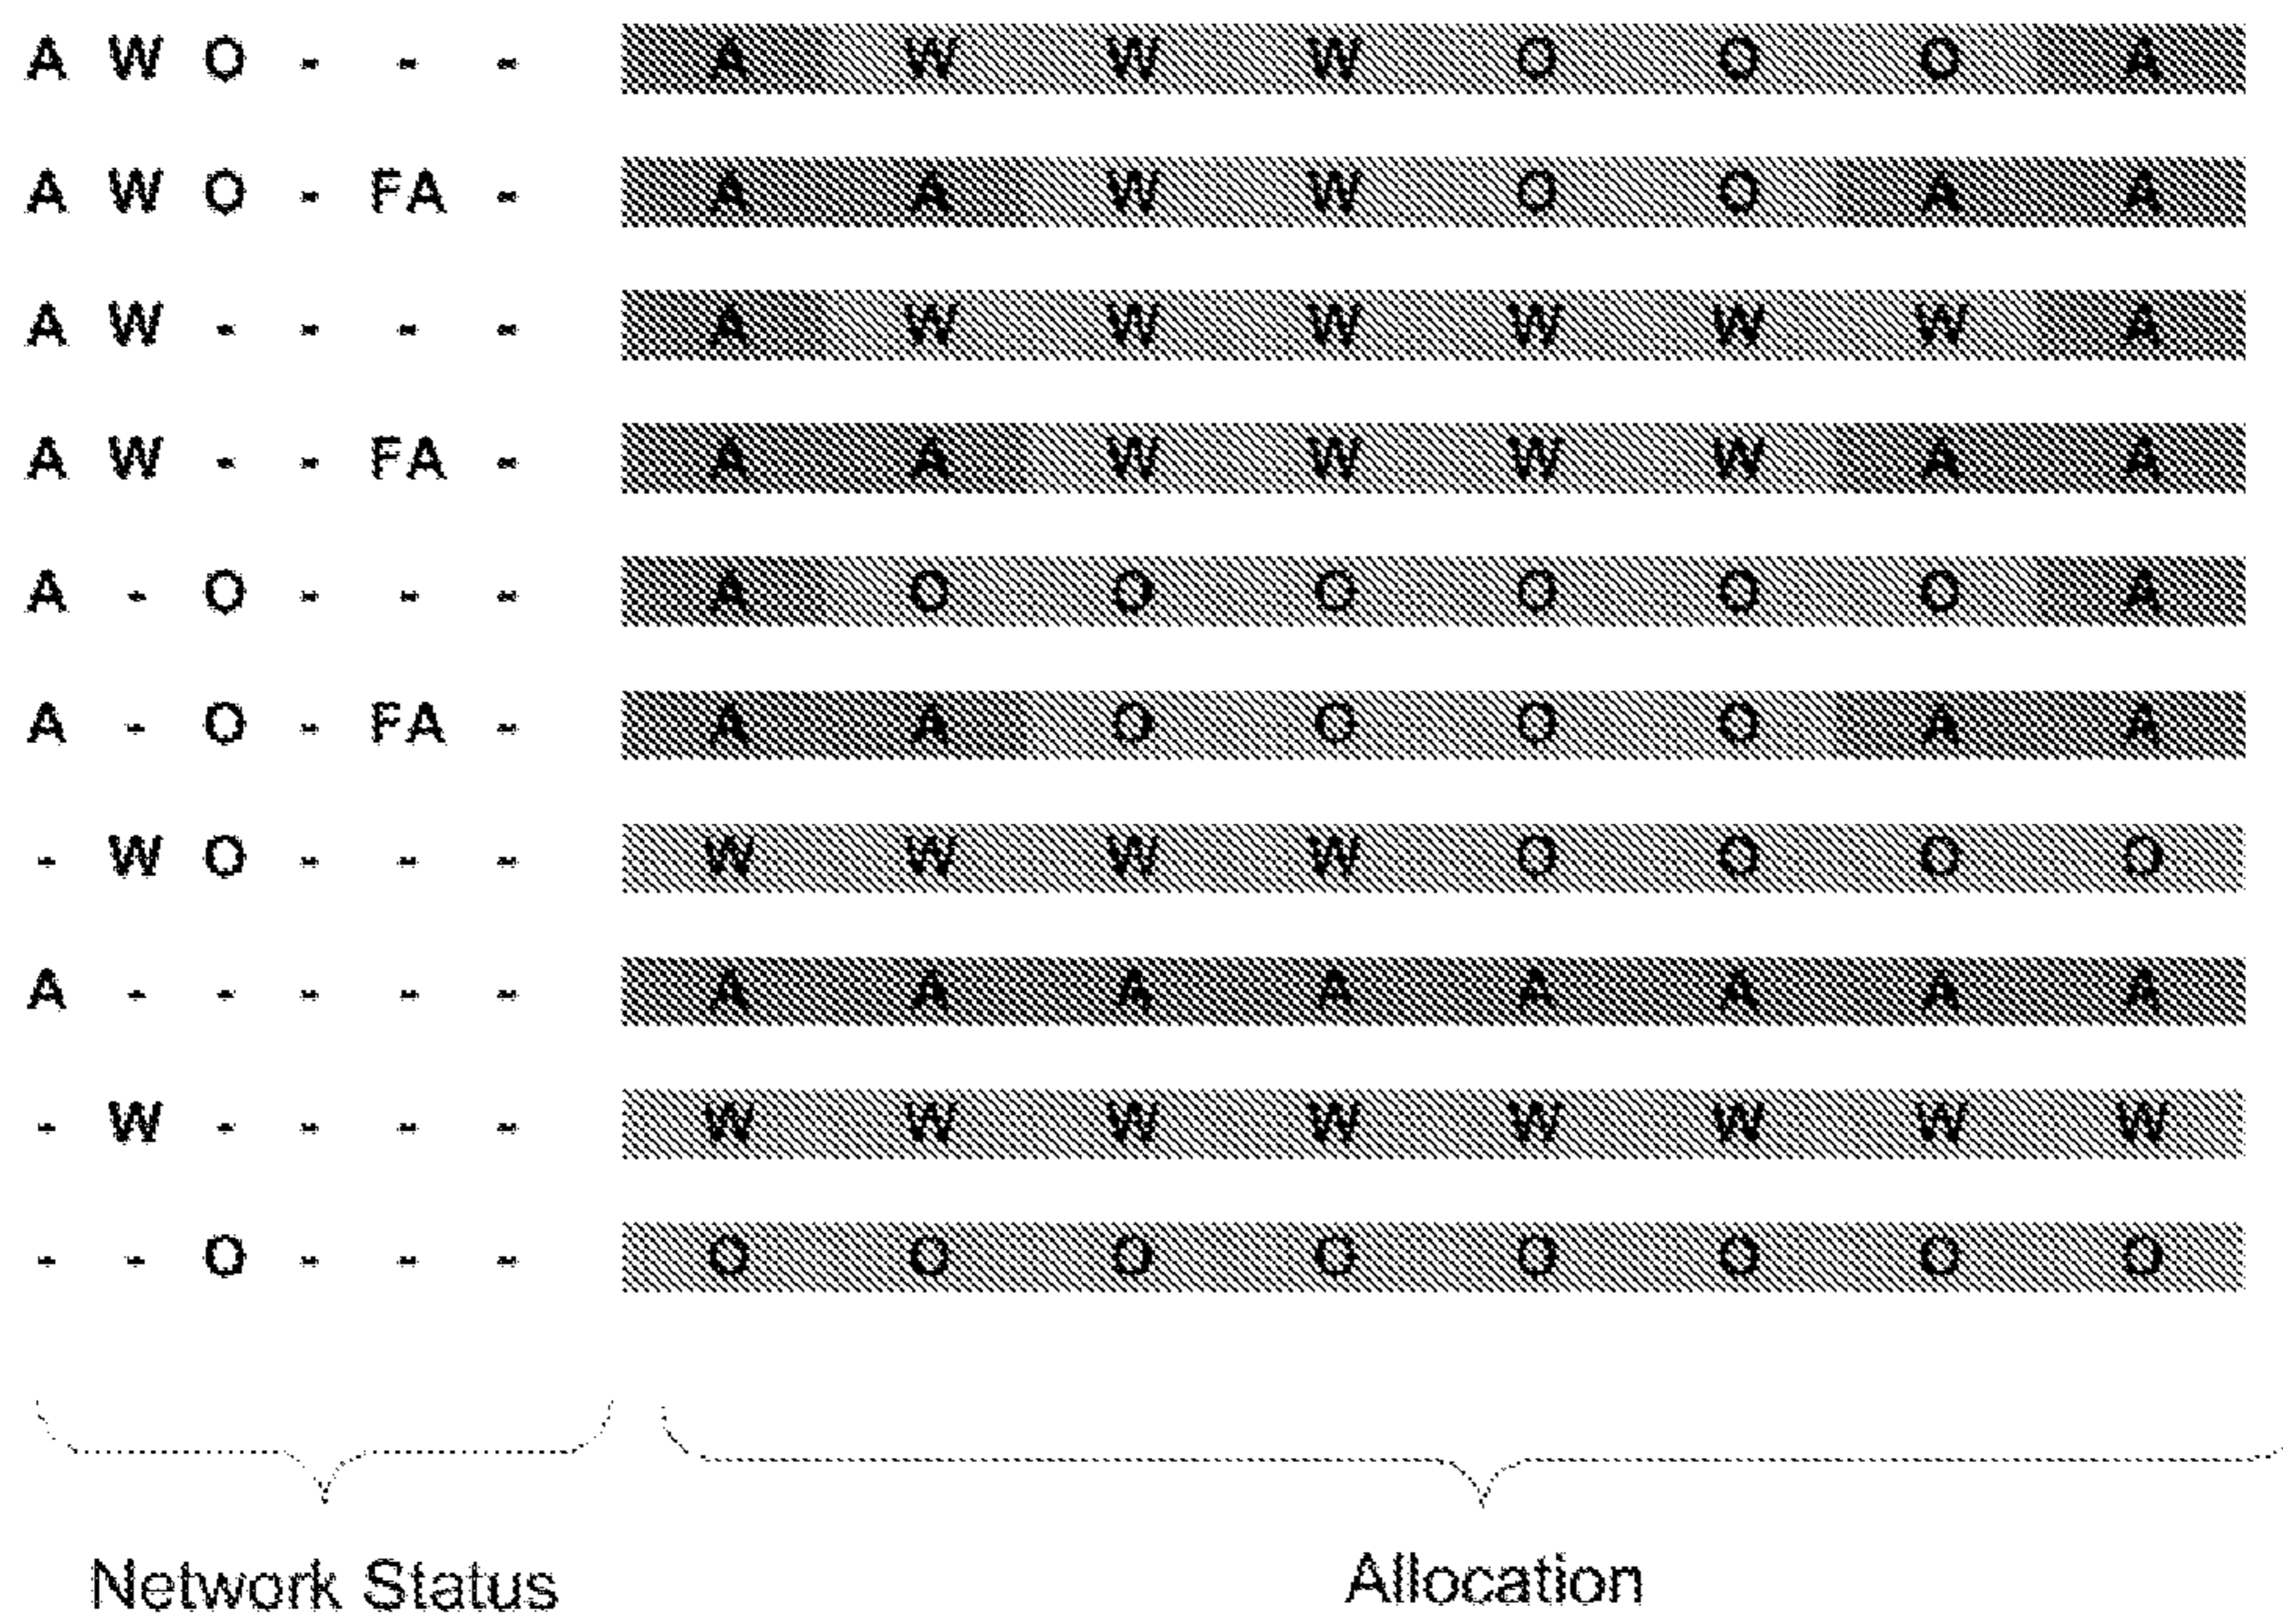 A W O - - - A W W W O O O A
A W O - FA - A A W W O O A A
A W - - - - A W W W W W W A
A W - - FA - A A W W W W A A
A - O - - - A O O O O O O A
A - O - FA - A A O O O O A A
- W O - - - W W W W O O O O
A - - - - - A A A A A A A A
- W - - - - W W W W W W W W
- - O - - - O O O O O O O O
Network Status Allocation